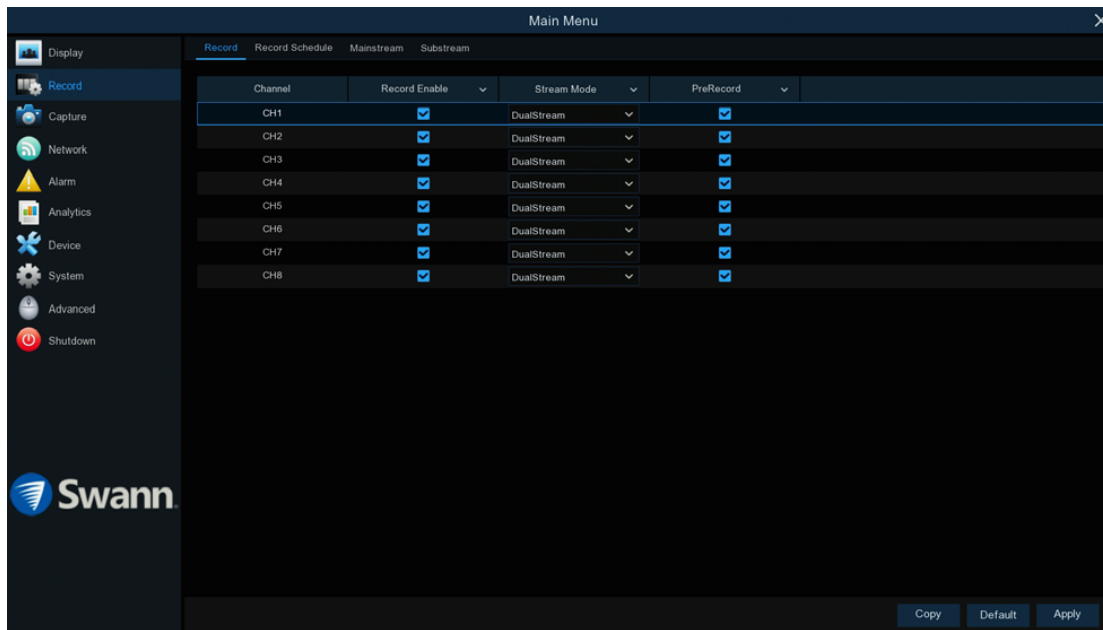 Main Menu
Display
Record
Capture
Network
Alarm
Analytics
Device
System
Advanced
Shutdown
Swann
Record Record Schedule Mainstream Substream
Channel Record Enable Stream Mode PreRecord
CH1 DualStream
CH2 DualStream
CH3 DualStream
CH4 DualStream
CH5 DualStream
CH6 DualStream
CH7 DualStream
CH8 DualStream
Copy Default Apply